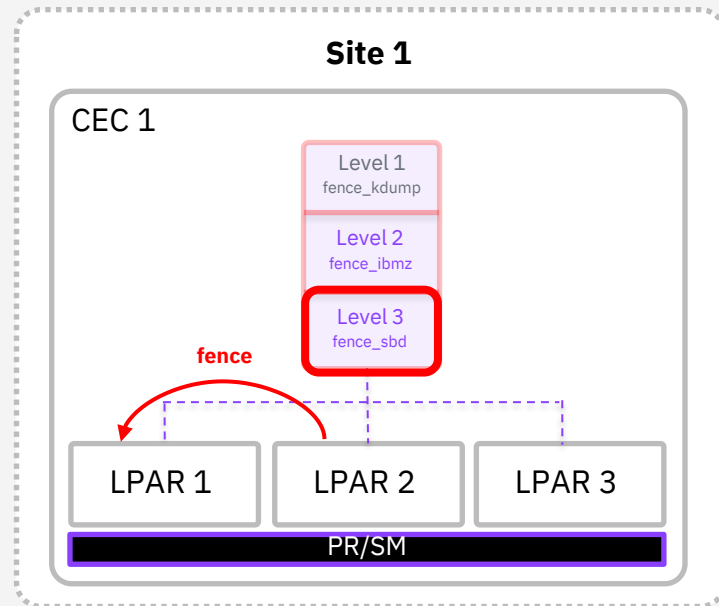 Site 1
CEC 1
Level 1
fence_kdump
Level 2
fence_ibmz
Level 3
fence_sbd
fence
LPAR 1
LPAR 2
LPAR 3
PR/SM